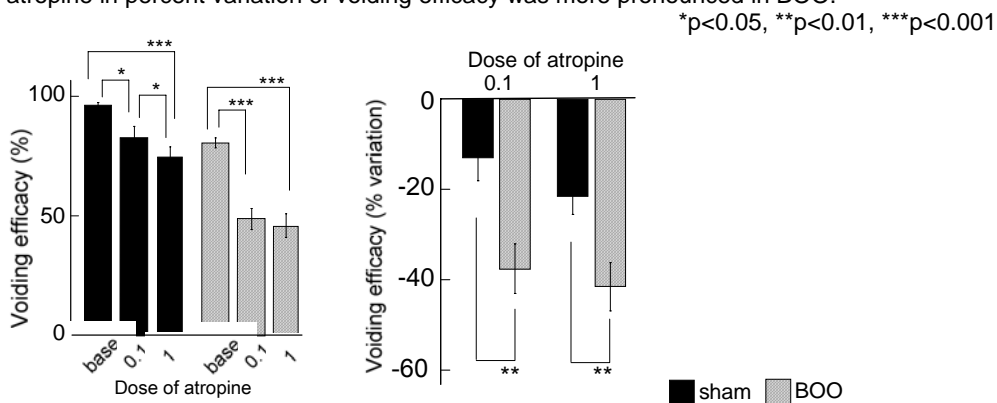 atropine in percent variation of voiding efficacy was more pronounced in BOO.
*p<0.05, **p<0.01, ***p<0.001
***
***
*
*
***
100
50
0
Voiding efficacy (%)
base
0.1
1
base
0.1
1
Dose of atropine
Dose of atropine
0.1
1
0
-20
-40
-60
Voiding efficacy (% variation)
**
**
sham
BOO